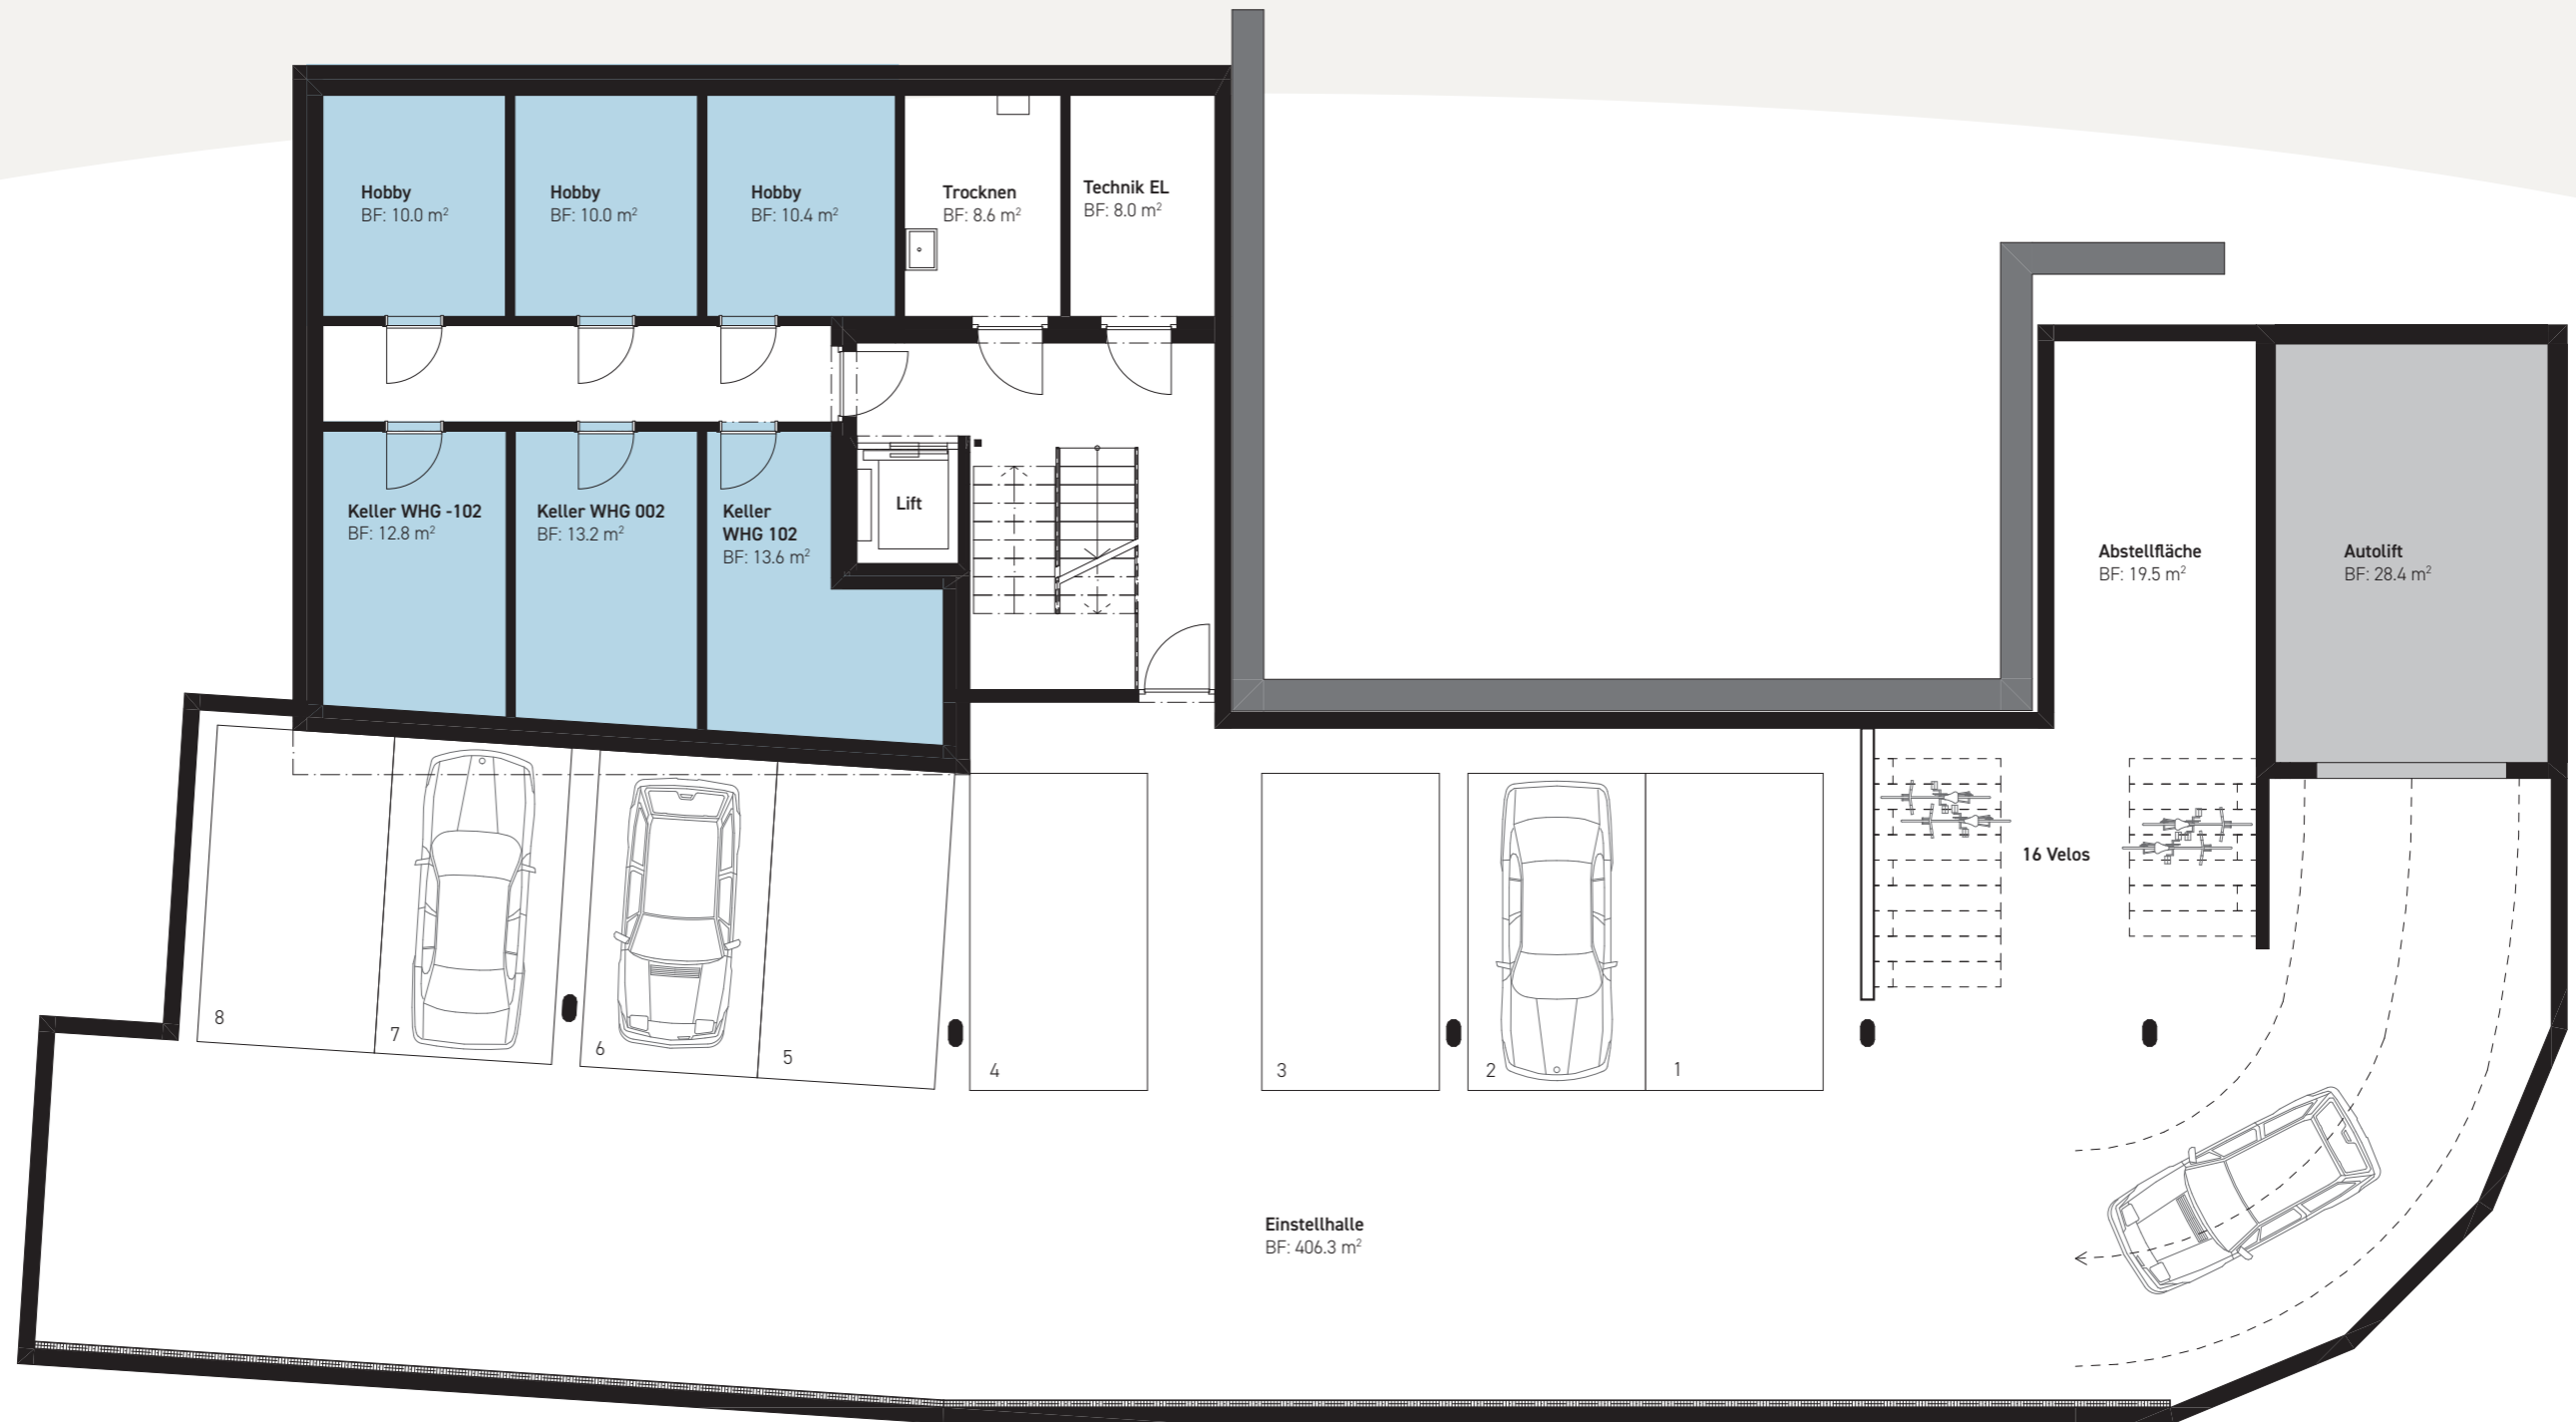 Hobby
BF: 10.0 m²
Hobby
BF: 10.0 m²
Hobby
BF: 10.4 m²
Trocknen
BF: 8.6 m²
Technik EL
BF: 8.0 m²
Keller WHG -102
BF: 12.8 m²
Keller WHG 002
BF: 13.2 m²
Keller
WHG 102
BF: 13.6 m²
Lift
Abstellfläche
BF: 19.5 m²
Autolift
BF: 28.4 m²
16 Velos
8
7
6
5
4
3
2
1
Einstellhalle
BF: 406.3 m²